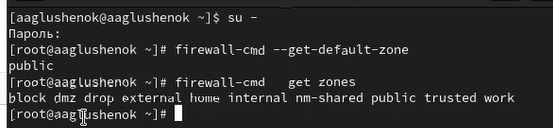 [aaglushenok@aaglushenok ~]$ su -
Пароль:
[root@aaglushenok ~]# firewall-cmd --get-default-zone
public
[root@aaglushenok ~]# firewall-cmd   get zones
block dmz drop external home internal nm-shared public trusted work
[root@aaglushenok ~]#